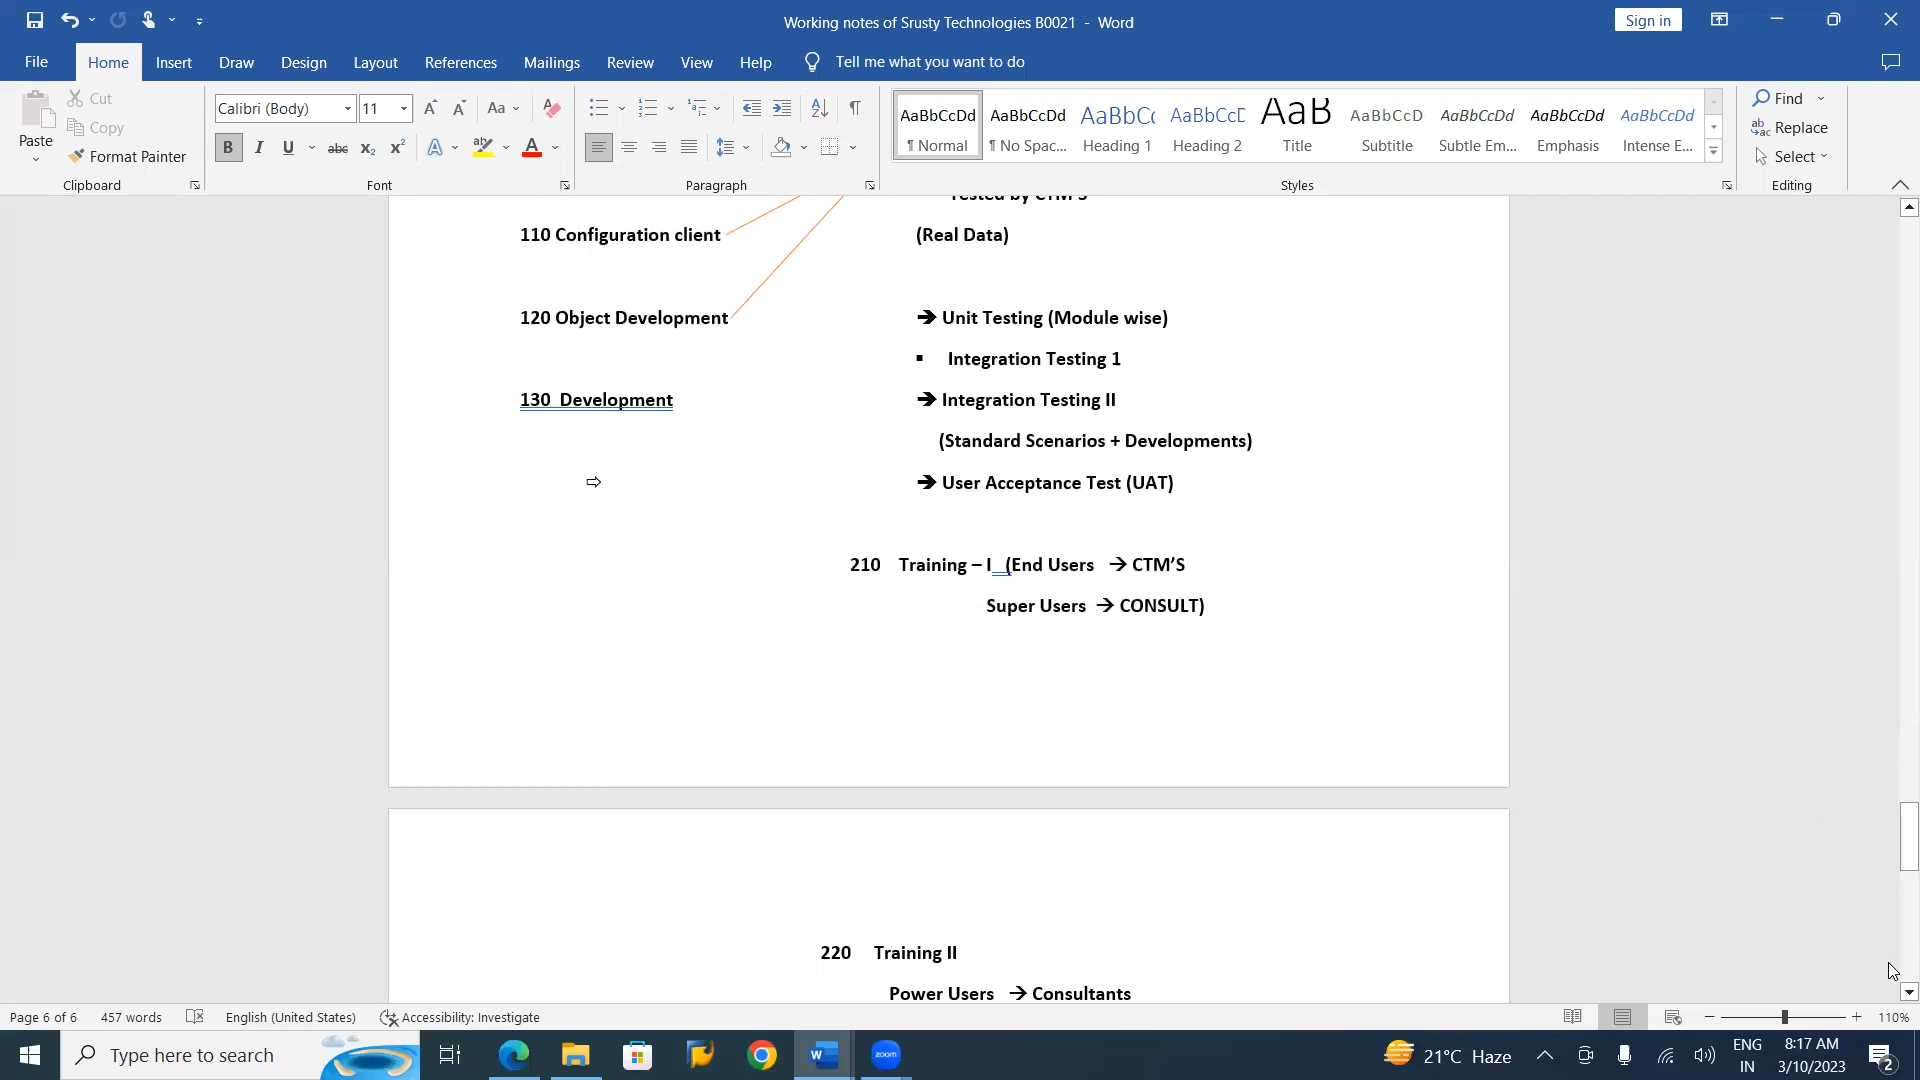 Working notes of Srusty Technologies B0021 - Word
Sign in
File Home Insert Draw Design Layout References Mailings Review View Help Tell me what you want to do
Paste
Cut
Copy
Format Painter
Clipboard
Calibri (Body) 11
Font
Paragraph
AaBbCcDd AaBbCcDd AaBbCc AaBbCcD AaB AaBbCcD AaBbCcDd AaBbCcDd AaBbCcDd
¶ Normal ¶ No Spac... Heading 1 Heading 2 Title Subtitle Subtle Em... Emphasis Intense E...
Styles
Find
Replace
Select
Editing
Tested by CTM'S
110 Configuration client (Real Data)
120 Object Development ➔ Unit Testing (Module wise)
▪ Integration Testing 1
130 Development ➔ Integration Testing II
(Standard Scenarios + Developments)
⇨ ➔ User Acceptance Test (UAT)
210 Training – I (End Users → CTM’S
Super Users → CONSULT)
220 Training II
Power Users → Consultants
Page 6 of 6 457 words English (United States) Accessibility: Investigate 110%
Type here to search
zoom
21°C Haze
ENG
IN
8:17 AM
3/10/2023
2